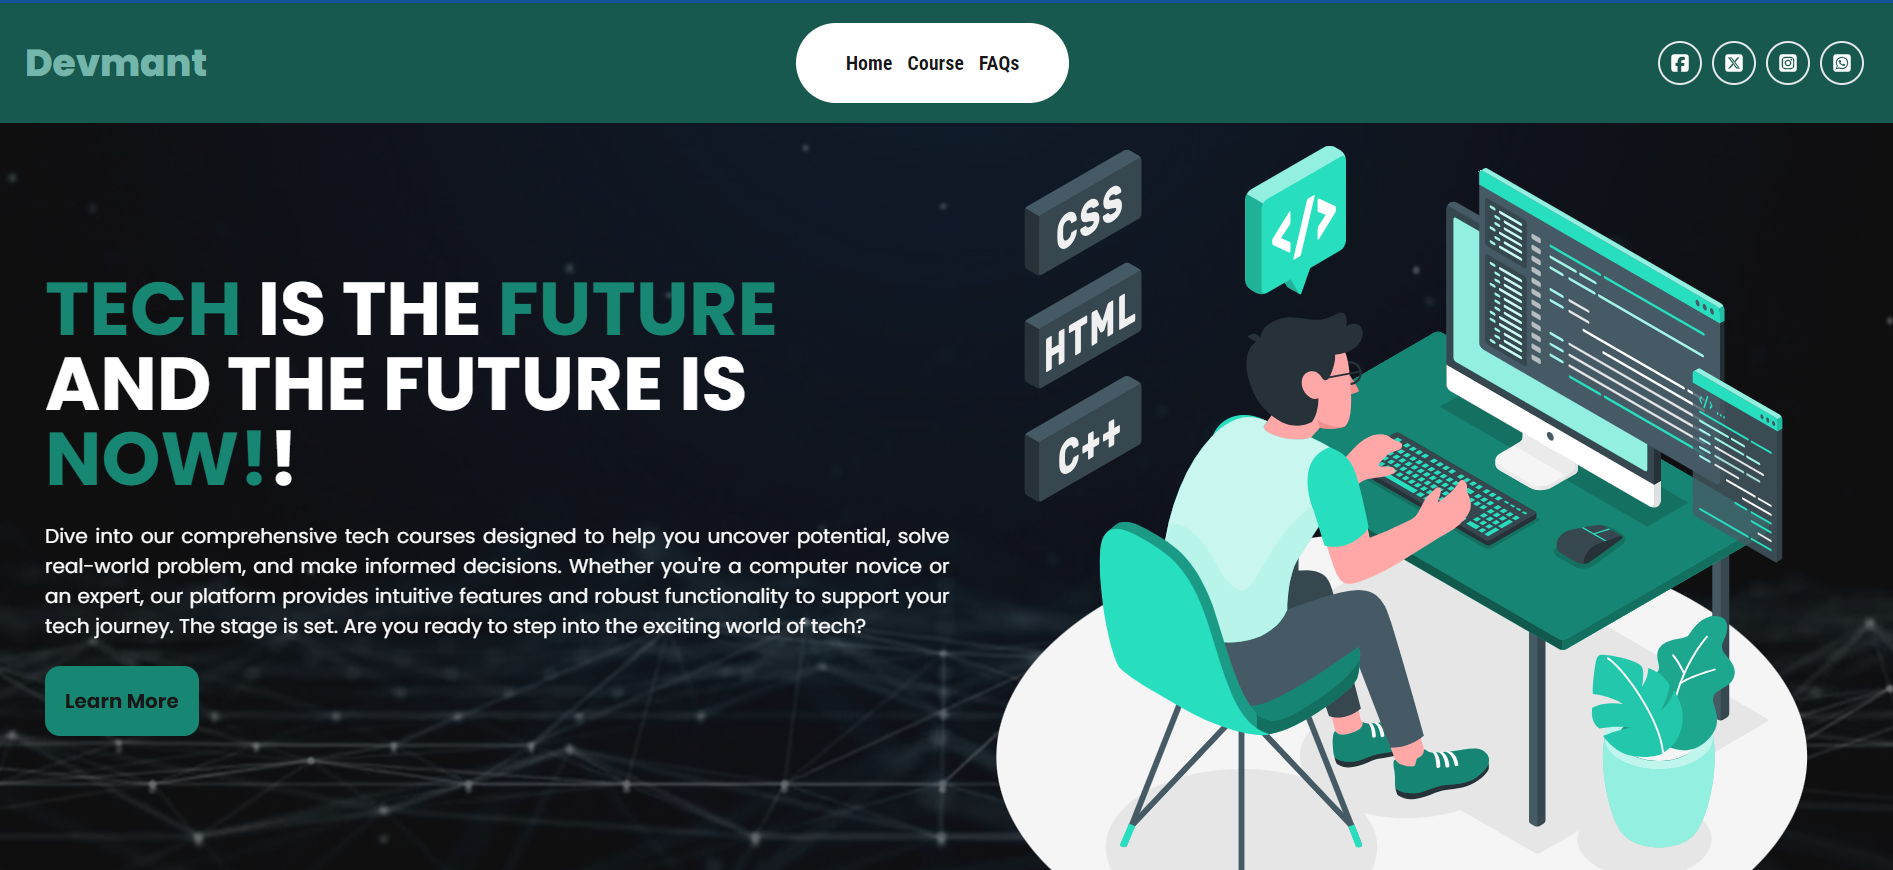 Devmant
Home Course FAQs
TECH IS THE FUTURE
AND THE FUTURE IS
NOW!!
Dive into our comprehensive tech courses designed to help you uncover potential, solve
real-world problem, and make informed decisions. Whether you're a computer novice or
an expert, our platform provides intuitive features and robust functionality to support your
tech journey. The stage is set. Are you ready to step into the exciting world of tech?
Learn More
CSS
HTML
C++
</>
</>...